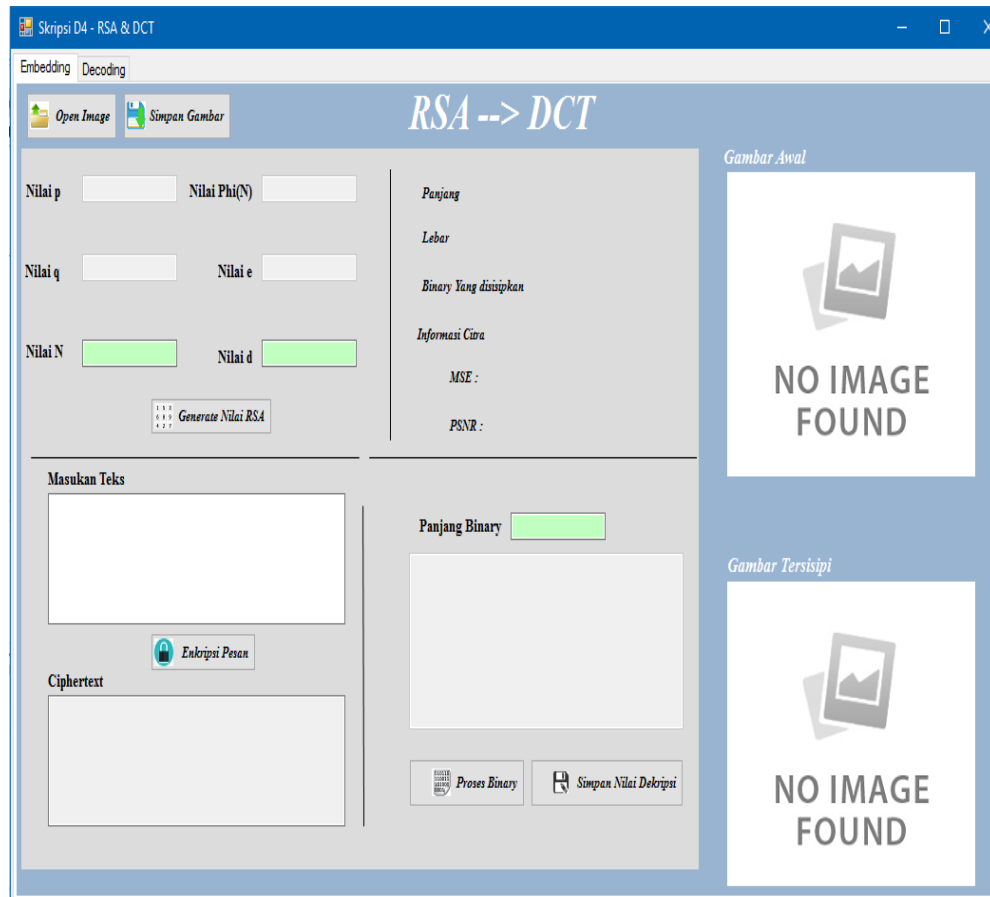 Skripsi D4 - RSA & DCT
Embedding Decoding
Open Image Simpan Gambar
RSA --> DCT
Nilai p
Nilai Phi(N)
Nilai q
Nilai e
Nilai N
Nilai d
Generate Nilai RSA
Panjang
Lebar
Binary Yang disisipkan
Informasi Citra
MSE :
PSNR :
Masukan Teks
Enkripsi Pesan
Ciphertext
Panjang Binary
Proses Binary
Simpan Nilai Dekripsi
Gambar Awal
NO IMAGE
FOUND
Gambar Tersisipi
NO IMAGE
FOUND